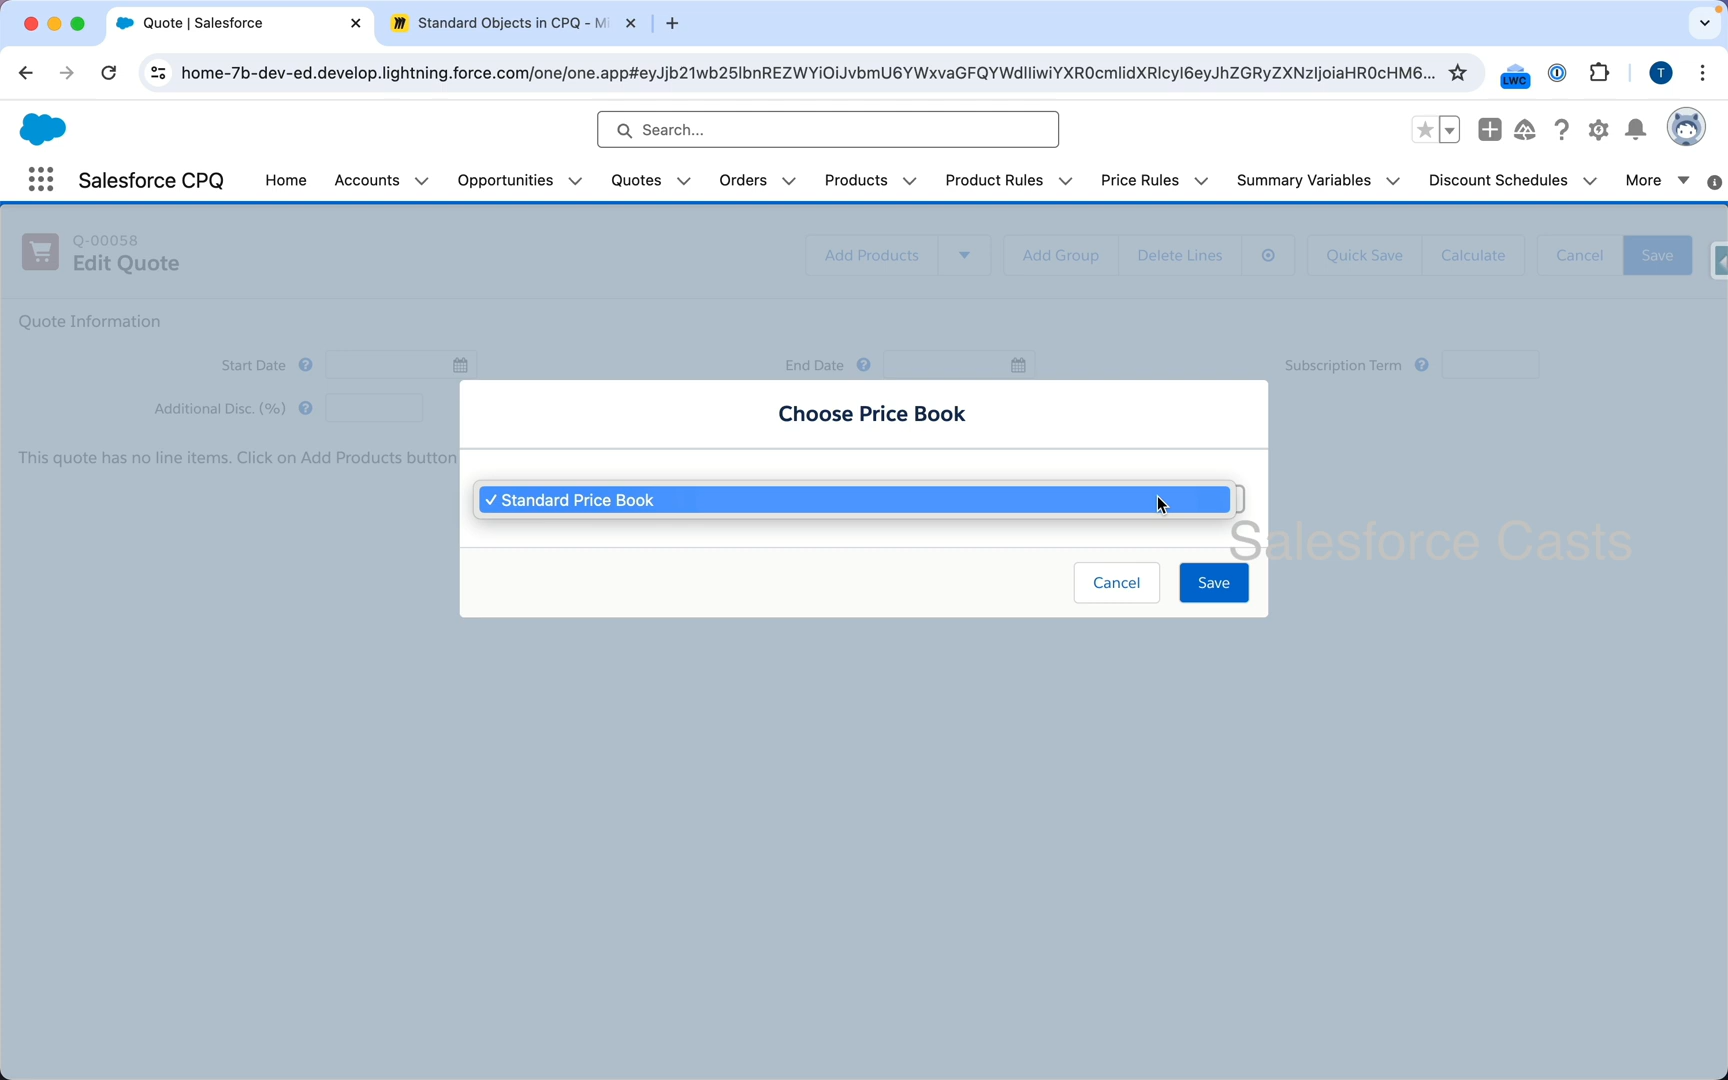 Quote | Salesforce
Standard Objects in CPQ - Mi
home-7b-dev-ed.develop.lightning.force.com/one/one.app#eyJjb21wb25lbnREZWYiOiJvbmU6YWxvaGFQYWdlIiwiYXR0cmlidXRlcyI6eyJhZGRyZXNzIjoiaHR0cHM6...
LWC
T
Search...
Salesforce CPQ
Home
Accounts
Opportunities
Quotes
Orders
Products
Product Rules
Price Rules
Summary Variables
Discount Schedules
More
Q-00058
Edit Quote
Add Products
Add Group
Delete Lines
Quick Save
Calculate
Cancel
Save
Quote Information
Start Date
End Date
Subscription Term
Additional Disc. (%)
This quote has no line items. Click on Add Products button
Choose Price Book
✓ Standard Price Book
Salesforce Casts
Cancel
Save